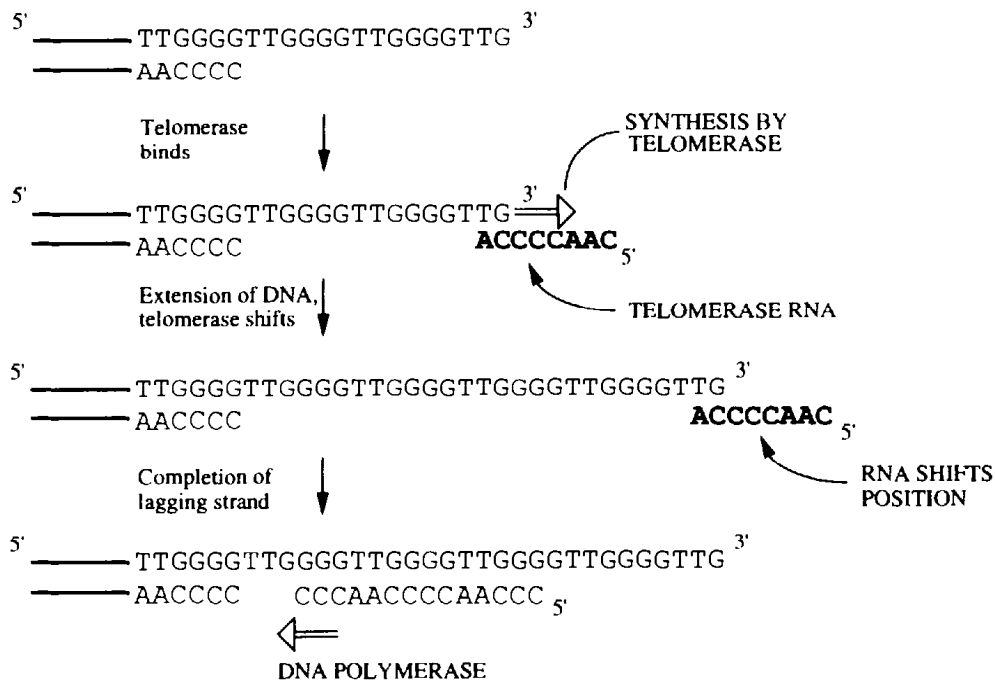 5' TTGGGGTTGGGGTTGGGGTTG 3'
AACCCC
Telomerase
binds
SYNTHESIS BY
TELOMERASE
5' TTGGGGTTGGGGTTGGGGTTG 3'
AACCCC ACCCCAAC 5'
Extension of DNA,
telomerase shifts
TELOMERASE RNA
5' TTGGGGTTGGGGTTGGGGTTGGGGTTGGGGTTG 3'
AACCCC ACCCCAAC 5'
Completion of
lagging strand
RNA SHIFTS
POSITION
5' TTGGGGTTGGGGTTGGGGTTGGGGTTGGGGTTG 3'
AACCCC CCCAACCCCAACCC 5'
DNA POLYMERASE